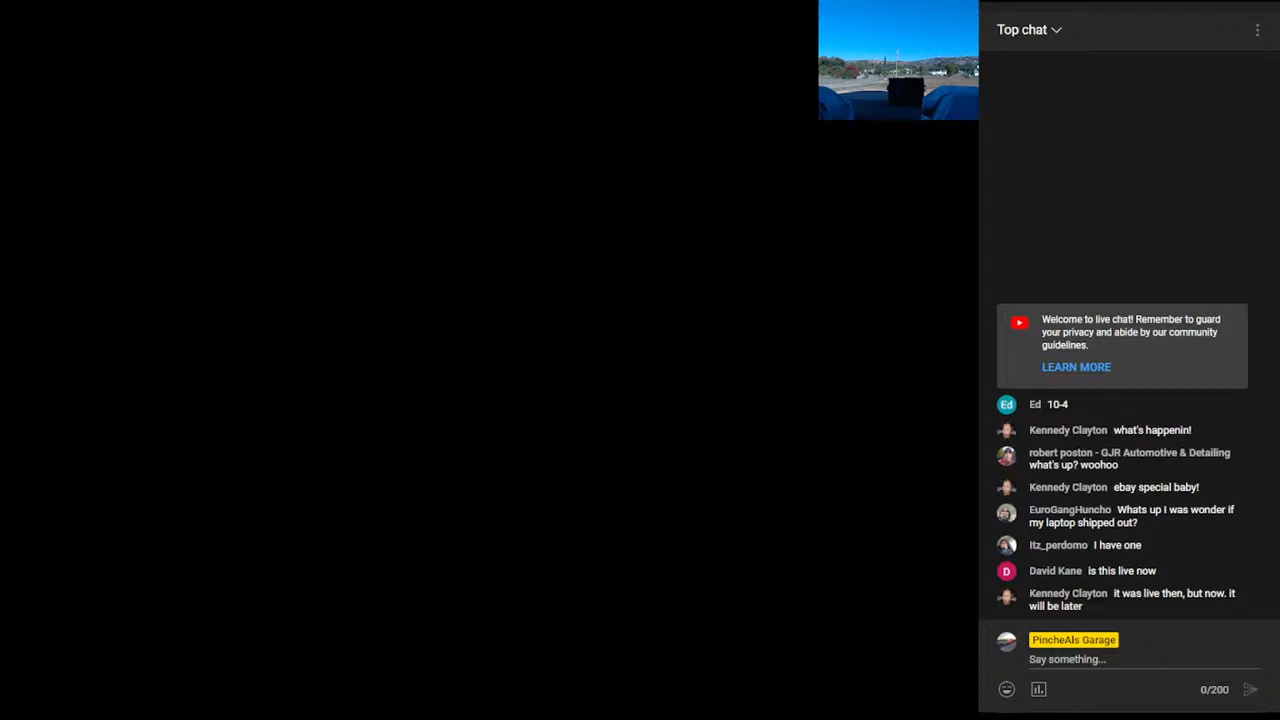 Top chat
Welcome to live chat! Remember to guard
your privacy and abide by our community
guidelines.
LEARN MORE
Ed
Ed 10-4
Kennedy Clayton what's happenin!
robert poston - GJR Automotive & Detailing
what's up? woohoo
Kennedy Clayton ebay special baby!
EuroGangHuncho Whats up I was wonder if
my laptop shipped out?
Itz_perdomo I have one
D
David Kane is this live now
Kennedy Clayton it was live then, but now. it
will be later
PincheAls Garage
Say something...
0/200